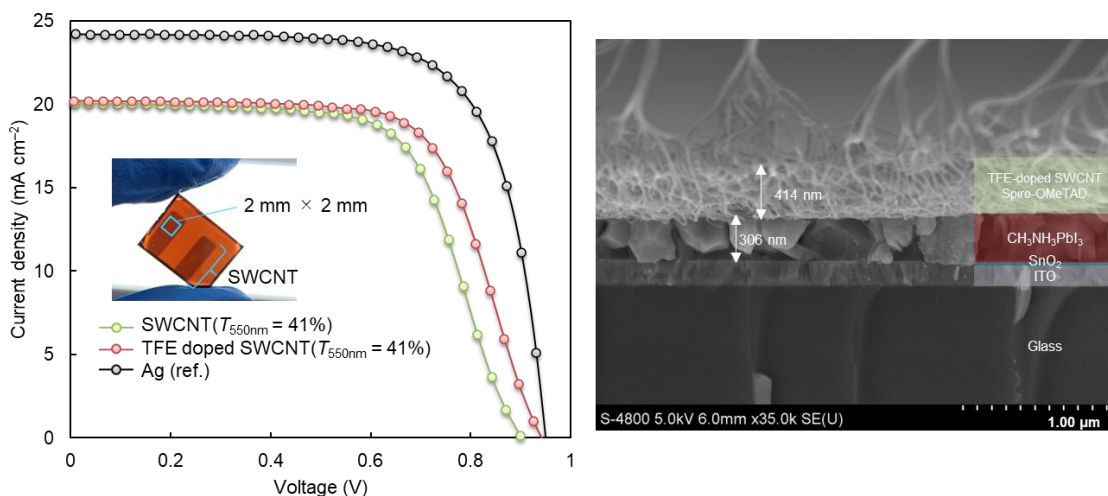 25
20
15
10
5
0
Current density (mA cm⁻²)
2 mm × 2 mm
SWCNT
SWCNT(T550nm = 41%)
TFE doped SWCNT(T550nm = 41%)
Ag (ref.)
0 0.2 0.4 0.6 0.8 1
Voltage (V)
414 nm
306 nm
TFE-doped SWCNT
Spiro-OMeTAD
CH₃NH₃PbI₃
SnO₂
ITO
Glass
S-4800 5.0kV 6.0mm x35.0k SE(U)
1.00 µm